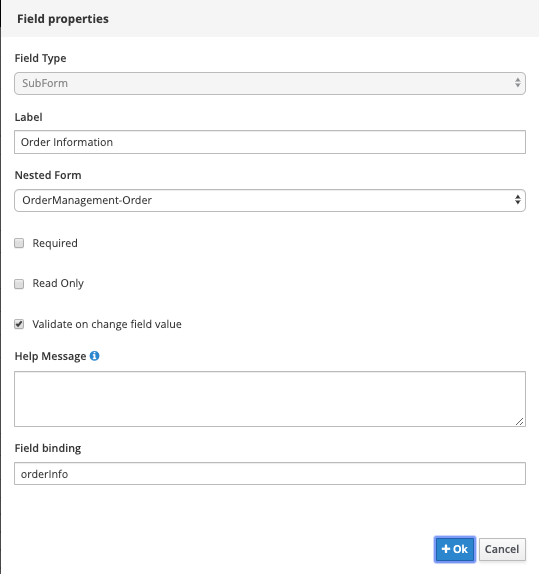 Field properties
Field Type
SubForm
Label
Order Information
Nested Form
OrderManagement-Order
Required
Read Only
Validate on change field value
Help Message
Field binding
orderInfo
Ok Cancel